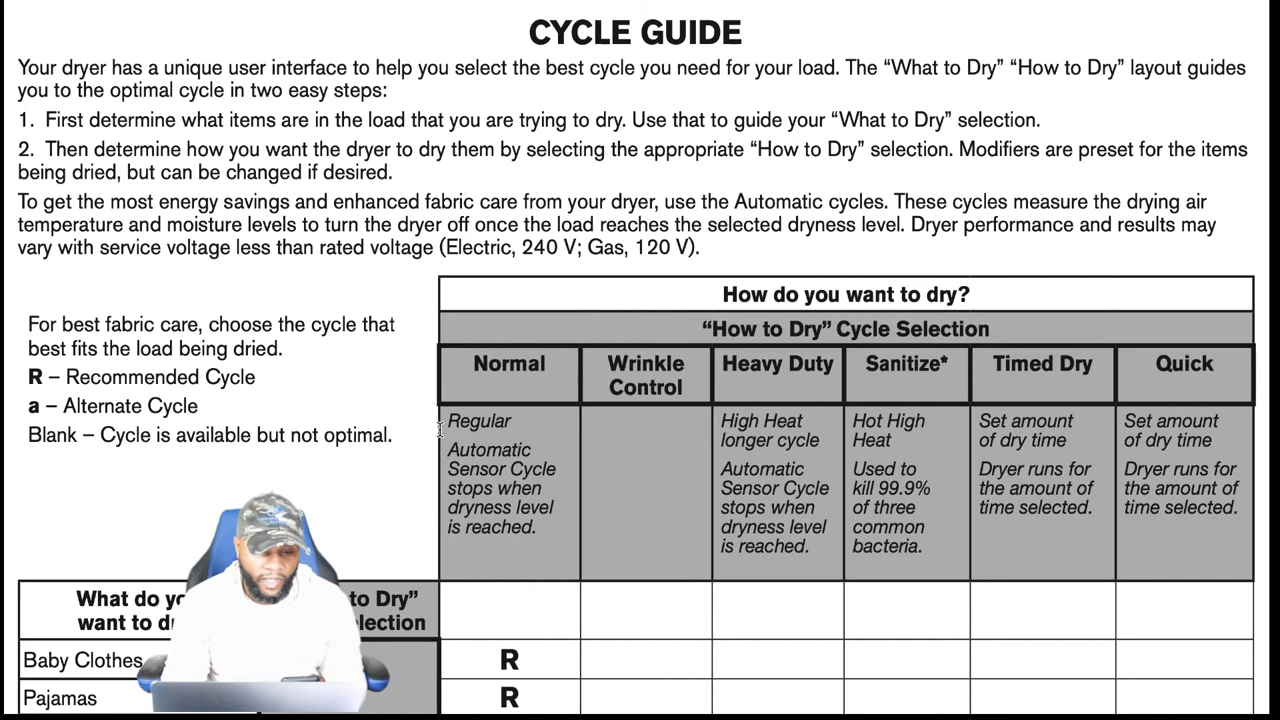 CYCLE GUIDE
Your dryer has a unique user interface to help you select the best cycle you need for your load. The “What to Dry” “How to Dry” layout guides
you to the optimal cycle in two easy steps:
1. First determine what items are in the load that you are trying to dry. Use that to guide your “What to Dry” selection.
2. Then determine how you want the dryer to dry them by selecting the appropriate “How to Dry” selection. Modifiers are preset for the items
being dried, but can be changed if desired.
To get the most energy savings and enhanced fabric care from your dryer, use the Automatic cycles. These cycles measure the drying air
temperature and moisture levels to turn the dryer off once the load reaches the selected dryness level. Dryer performance and results may
vary with service voltage less than rated voltage (Electric, 240 V; Gas, 120 V).
For best fabric care, choose the cycle that
best fits the load being dried.
R – Recommended Cycle
a – Alternate Cycle
Blank – Cycle is available but not optimal.
How do you want to dry?
“How to Dry” Cycle Selection
Normal
Wrinkle
Control
Heavy Duty
Sanitize*
Timed Dry
Quick
Regular
Automatic
Sensor Cycle
stops when
dryness level
is reached.
High Heat
longer cycle
Automatic
Sensor Cycle
stops when
dryness level
is reached.
Hot High
Heat
Used to
kill 99.9%
of three
common
bacteria.
Set amount
of dry time
Dryer runs for
the amount of
time selected.
Set amount
of dry time
Dryer runs for
the amount of
time selected.
What do
want to
to Dry”
Baby Clothes
R
Pajamas
R